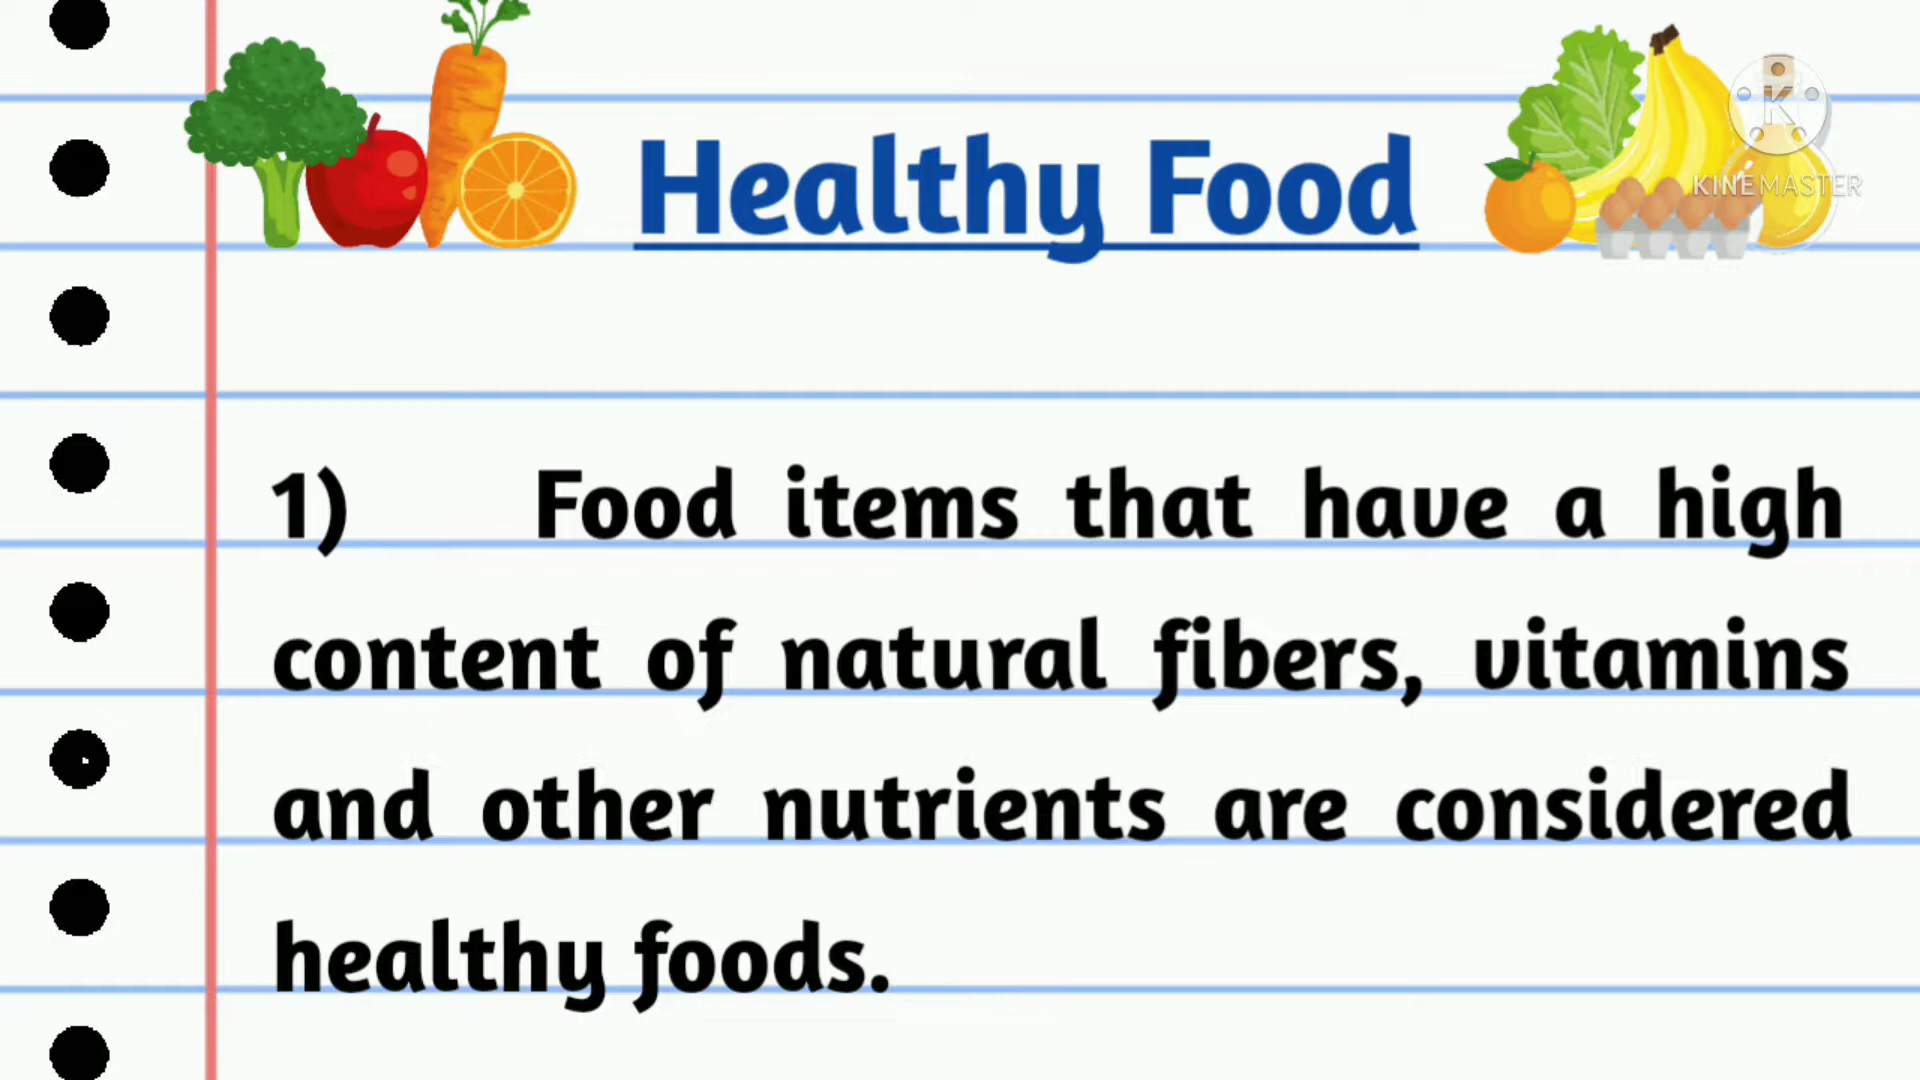 Healthy Food
K
KINEMASTER
1) Food items that have a high
content of natural fibers, vitamins
and other nutrients are considered
healthy foods.